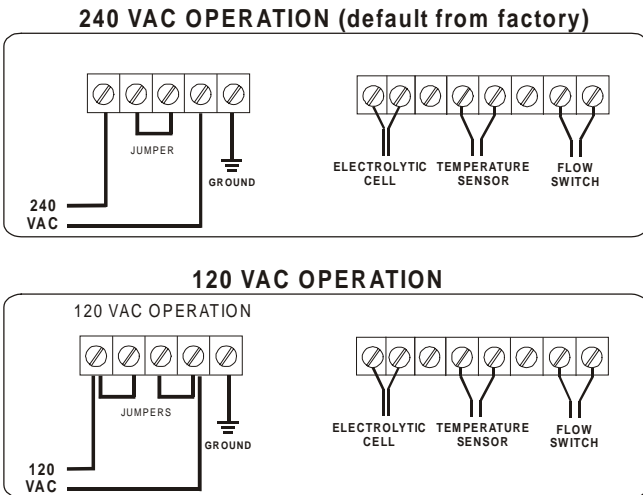 240 VAC OPERATION (default from factory)
JUMPER
GROUND
240
VAC
ELECTROLYTIC
CELL
TEMPERATURE
SENSOR
FLOW
SWITCH
120 VAC OPERATION
120 VAC OPERATION
JUMPERS
GROUND
120
VAC
ELECTROLYTIC
CELL
TEMPERATURE
SENSOR
FLOW
SWITCH